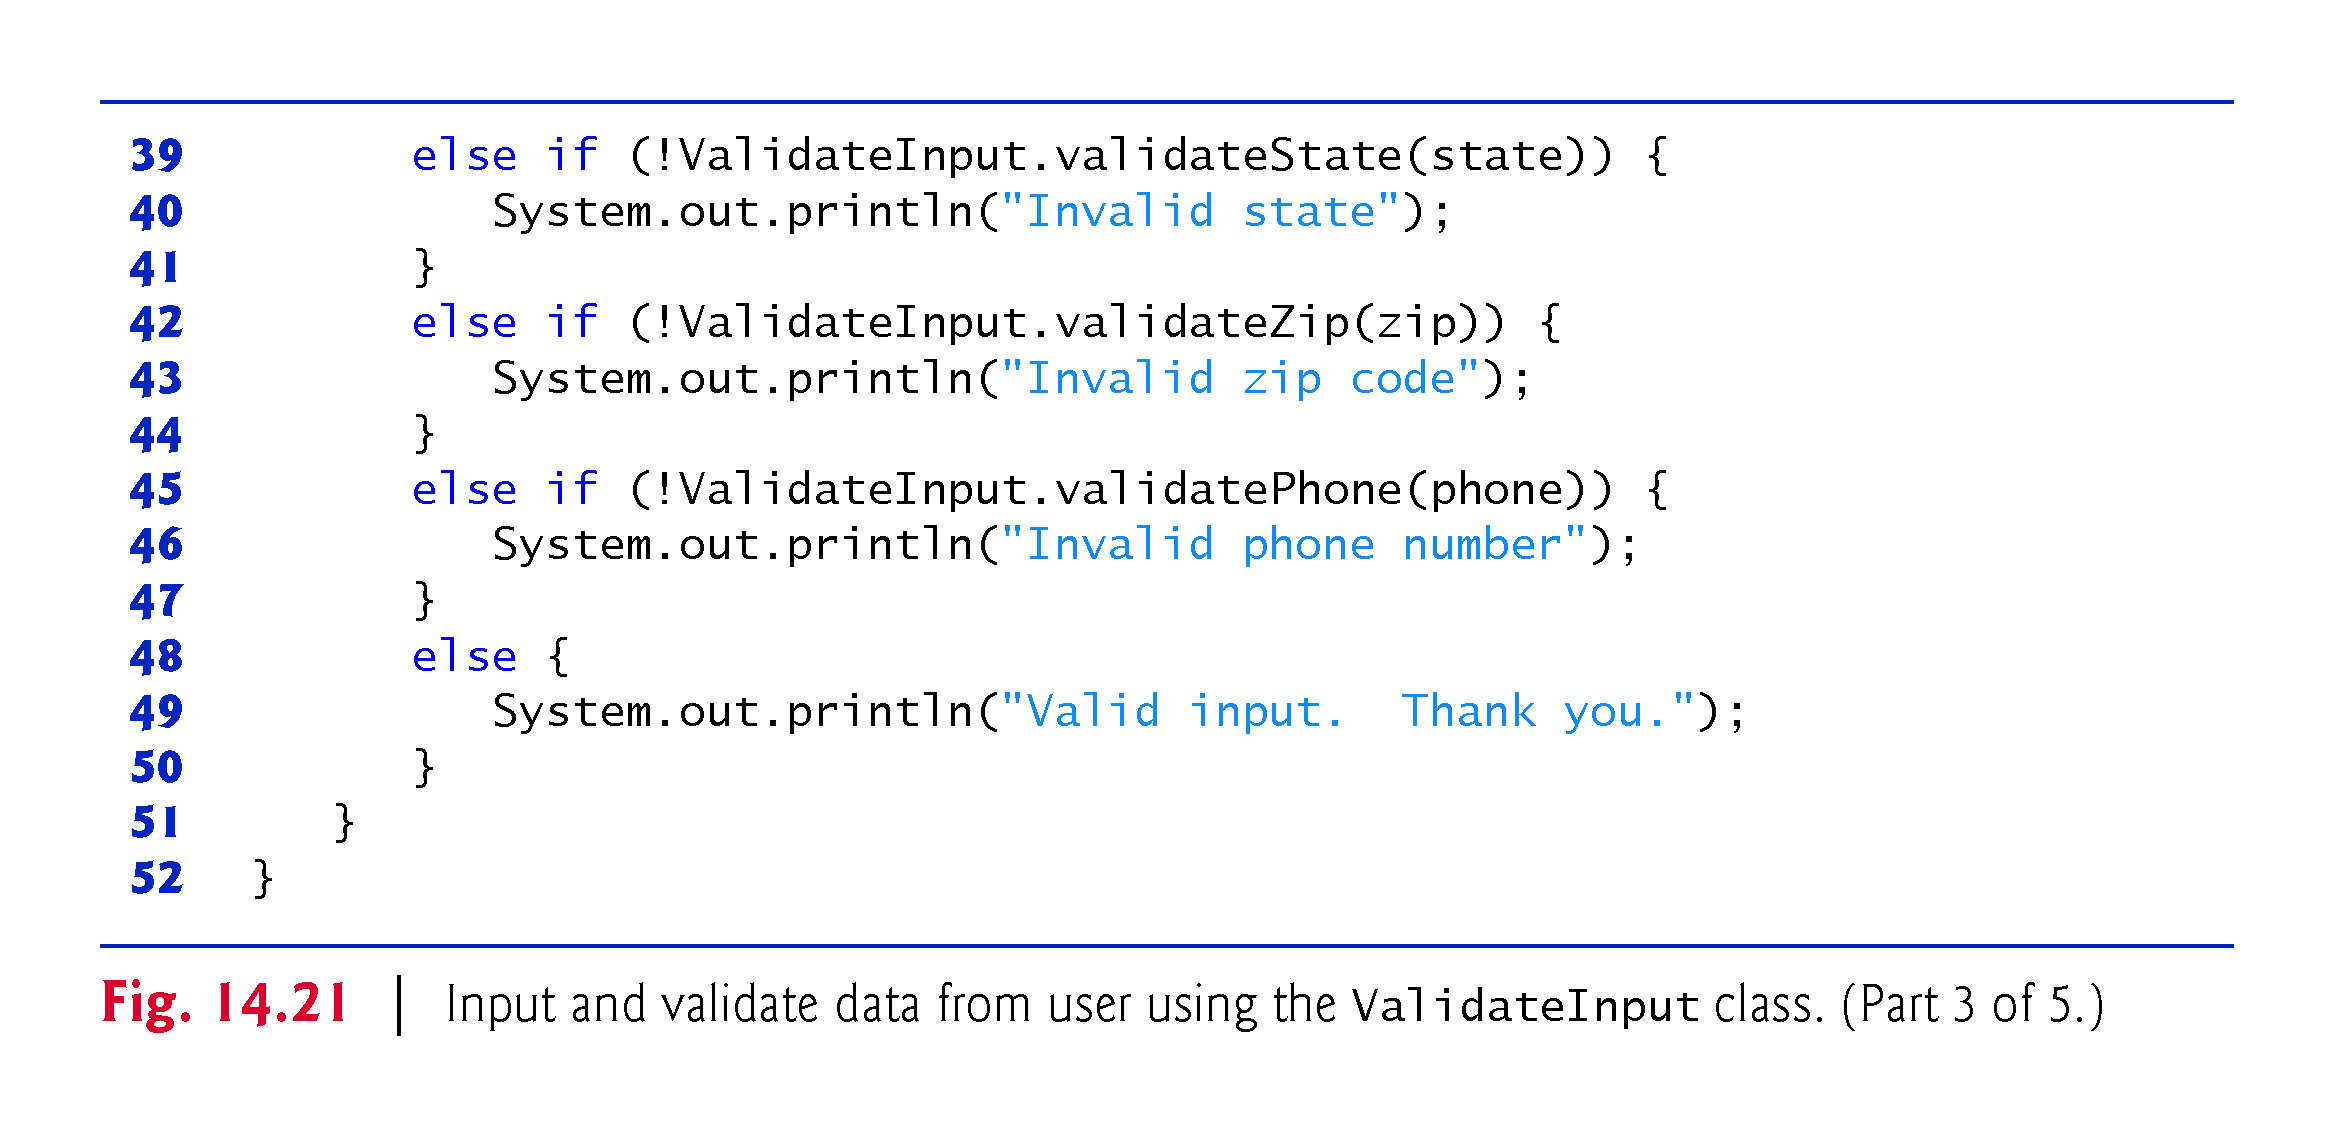 39 else if (!ValidateInput.validateState(state)) {
40 System.out.println("Invalid state");
41 }
42 else if (!ValidateInput.validateZip(zip)) {
43 System.out.println("Invalid zip code");
44 }
45 else if (!ValidateInput.validatePhone(phone)) {
46 System.out.println("Invalid phone number");
47 }
48 else {
49 System.out.println("Valid input.  Thank you.");
50 }
51 }
52 }
Fig. 14.21 | Input and validate data from user using the ValidateInput class. (Part 3 of 5.)